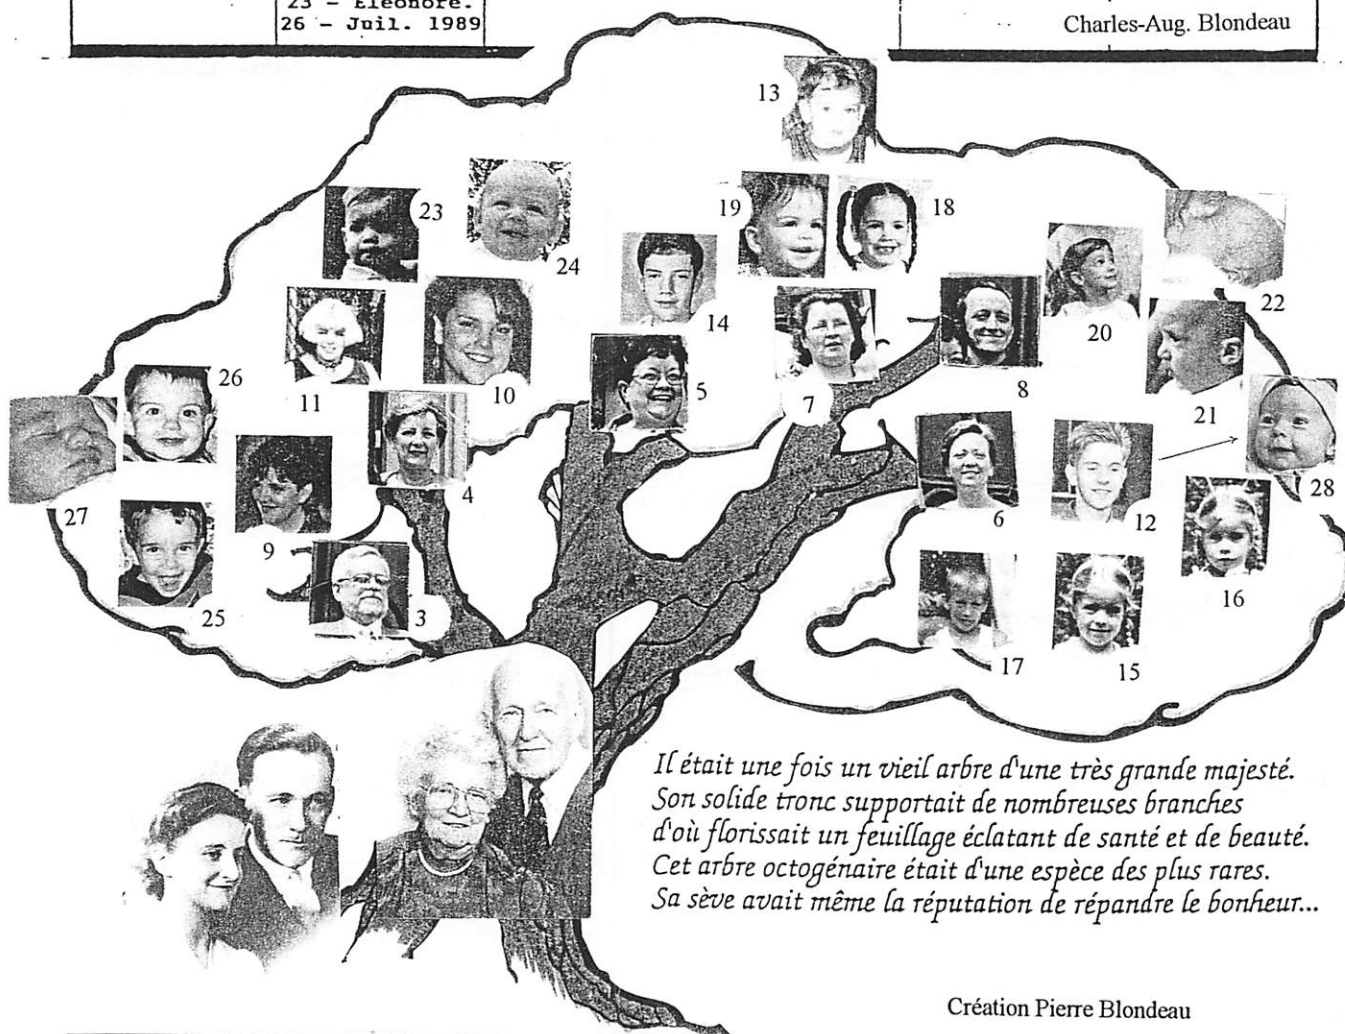 23 - Eléonore.
26 - Juil. 1989
Charles-Aug. Blondeau
13
23
24
19
18
14
22
20
26
11
10
5
7
8
21
4
6
12
28
27
9
25
3
17
15
16
Il était une fois un vieil arbre d'une très grande majesté.
Son solide tronc supportait de nombreuses branches
d'où florissait un feuillage éclatant de santé et de beauté.
Cet arbre octogénaire était d'une espèce des plus rares.
Sa sève avait même la réputation de répandre le bonheur...
Création Pierre Blondeau